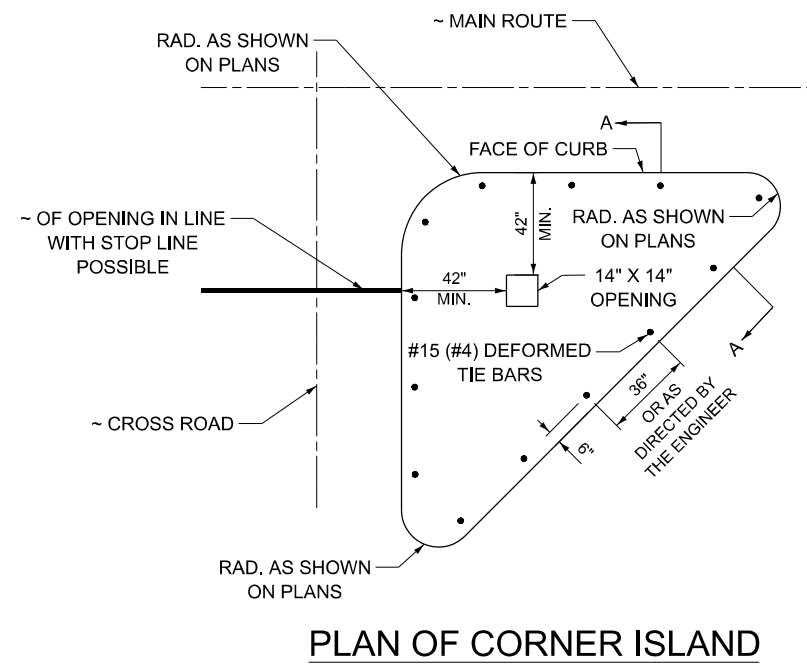 ~ MAIN ROUTE
RAD. AS SHOWN
ON PLANS
A
FACE OF CURB
~ OF OPENING IN LINE
WITH STOP LINE
POSSIBLE
42"
MIN.
RAD. AS SHOWN
ON PLANS
42"
MIN.
14" X 14"
OPENING
#15 (#4) DEFORMED
TIE BARS
A
36"
OR AS
DIRECTED BY
THE ENGINEER
~ CROSS ROAD
6"
RAD. AS SHOWN
ON PLANS
PLAN OF CORNER ISLAND